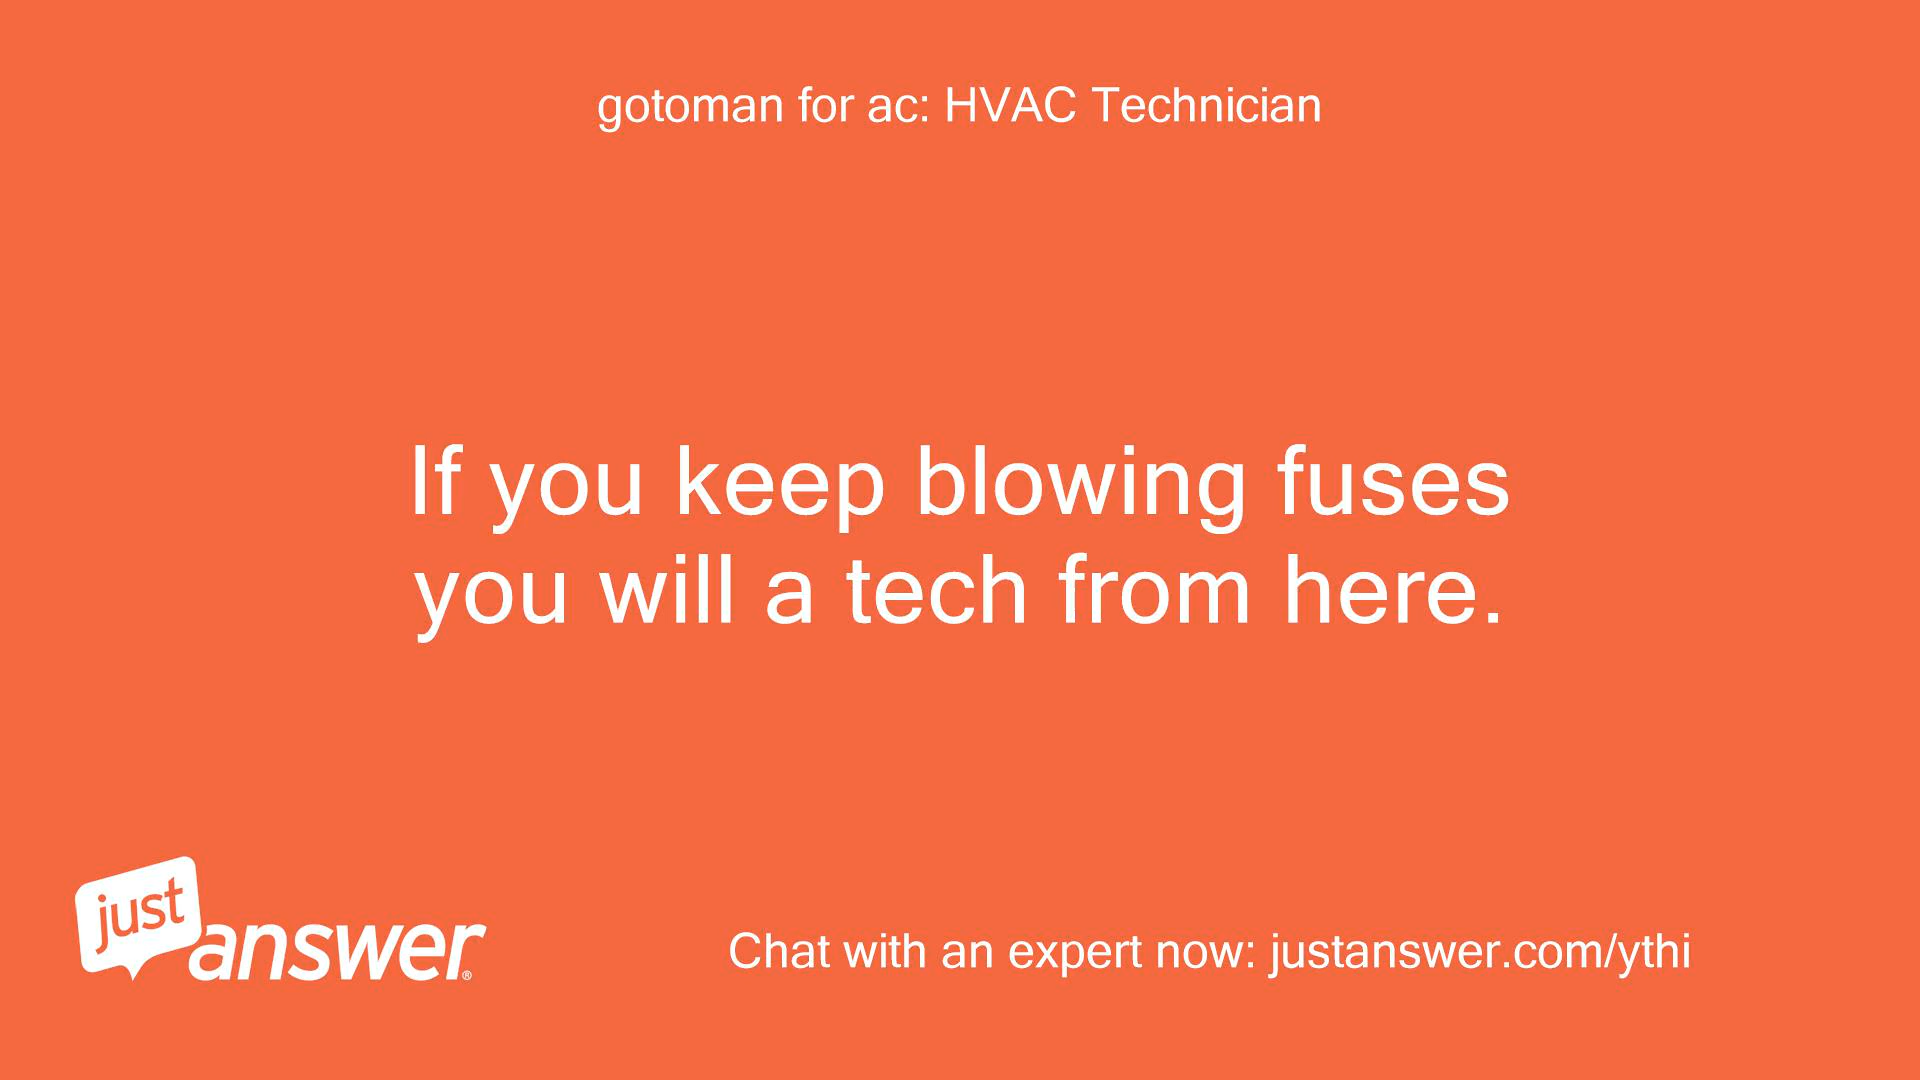 gotoman for ac: HVAC Technician
If you keep blowing fuses
you will a tech from here.
just
answer®
Chat with an expert now: justanswer.com/ythi